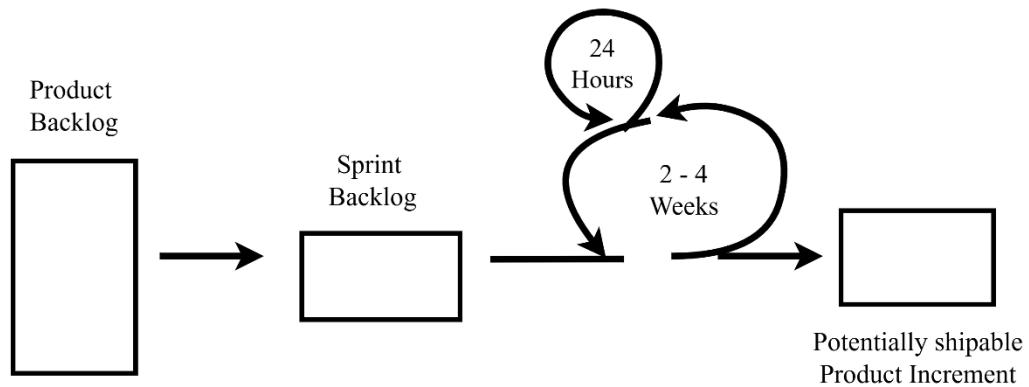 Product
Backlog
Sprint
Backlog
24
Hours
2 - 4
Weeks
Potentially shipable
Product Increment